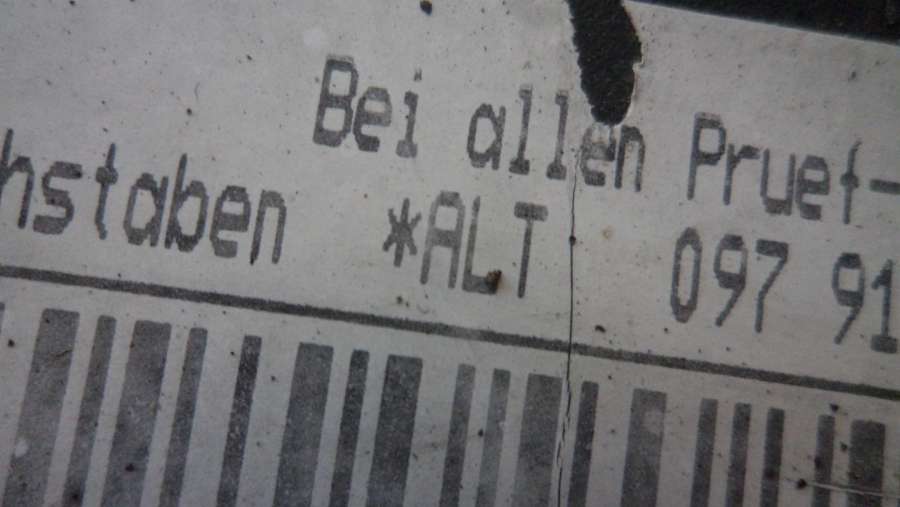 Bei allen Pruef-
hstaben *ALT 097 91